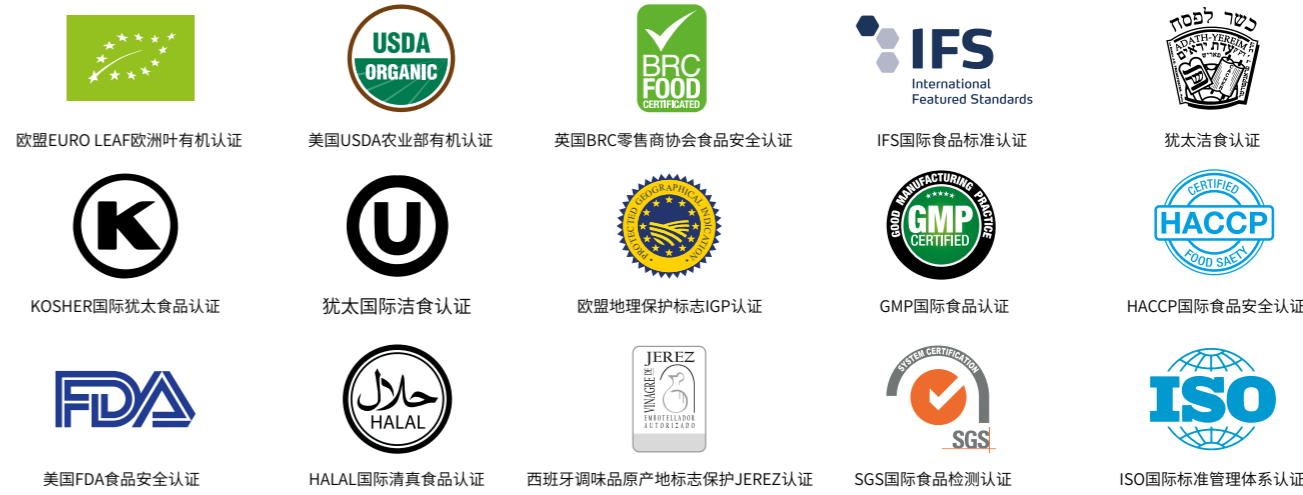 USDA
ORGANIC
BRC
FOOD
CERTIFICATED
IFS
International
Featured Standards
כשר לפסח
ADATH-YEREIM
עדת יראים
פאריש
欧盟EURO LEAF欧洲叶有机认证
美国USDA农业部有机认证
英国BRC零售商协会食品安全认证
IFS国际食品标准认证
犹太洁食认证
K
U
PROTECTED GEOGRAPHICAL INDICATION
GOOD MANUFACTURING PRACTICE
GMP
CERTIFIED
CERTIFIED
HACCP
FOOD SAETY
KOSHER国际犹太食品认证
犹太国际洁食认证
欧盟地理保护标志IGP认证
GMP国际食品认证
HACCP国际食品安全认证
FDA
حلال
HALAL
JEREZ
VINAGRE DE
EMBOTELLADOR
AUTORIZADO
SYSTEM CERTIFICATION
SGS
ISO
美国FDA食品安全认证
HALAL国际清真食品认证
西班牙调味品原产地标志保护JEREZ认证
SGS国际食品检测认证
ISO国际标准管理体系认证